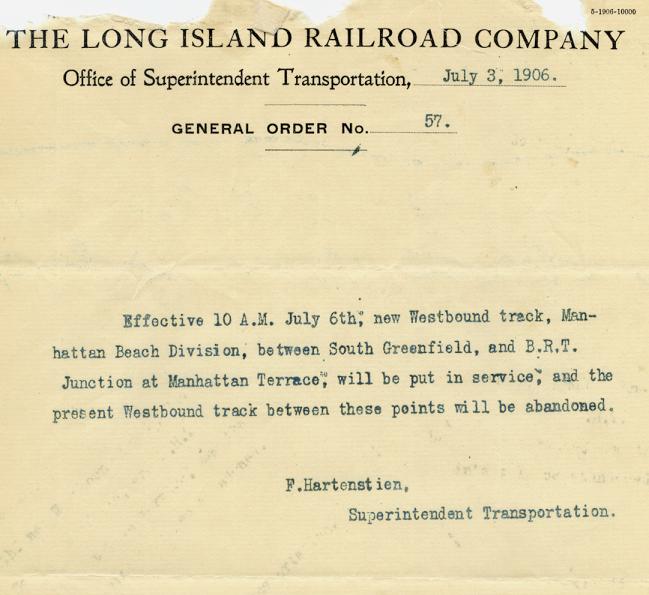 5-1906-10000
THE LONG ISLAND RAILROAD COMPANY
Office of Superintendent Transportation, July 3, 1906.
GENERAL ORDER No. 57.
Effective 10 A.M. July 6th, new Westbound track, Man-
hattan Beach Division, between South Greenfield, and B.R.T.
Junction at Manhattan Terrace, will be put in service, and the
present Westbound track between these points will be abandoned.
F.Hartenstien,
Superintendent Transportation.